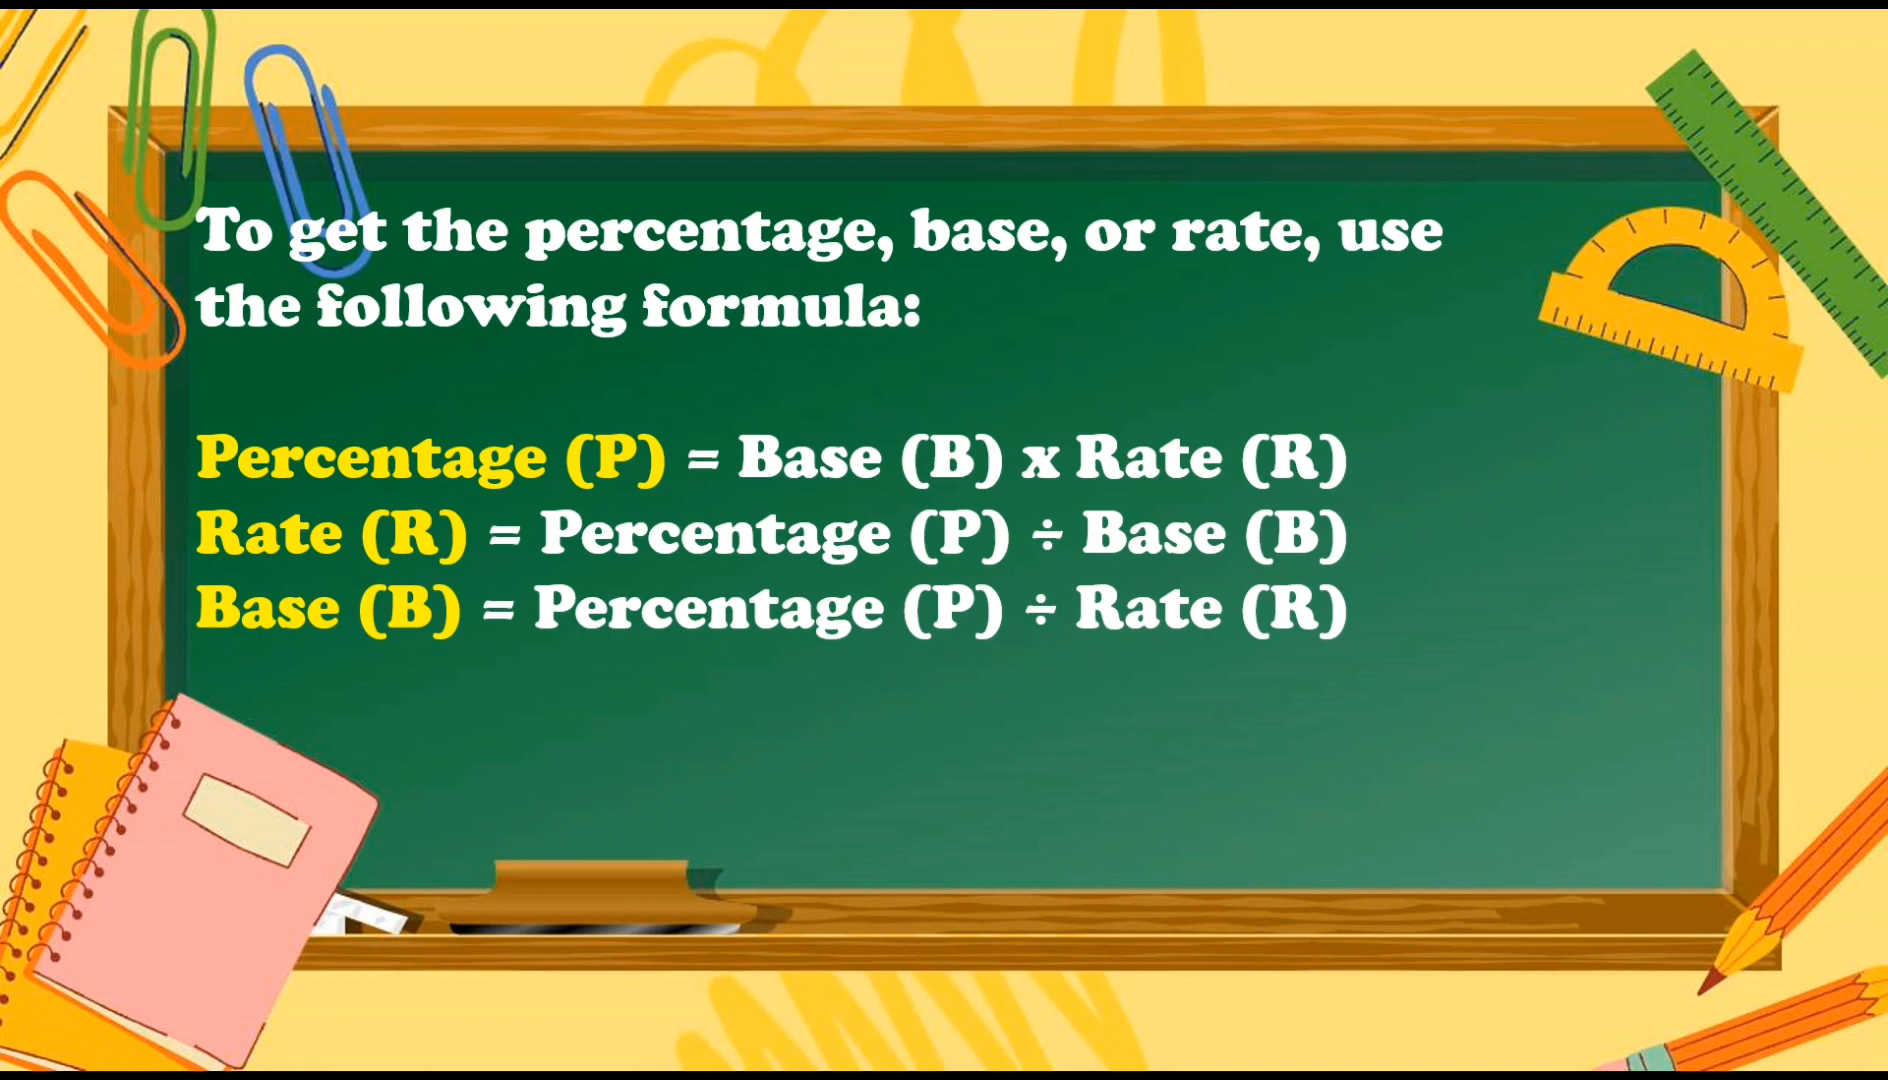 To get the percentage, base, or rate, use
the following formula:
Percentage (P) = Base (B) x Rate (R)
Rate (R) = Percentage (P) ÷ Base (B)
Base (B) = Percentage (P) ÷ Rate (R)